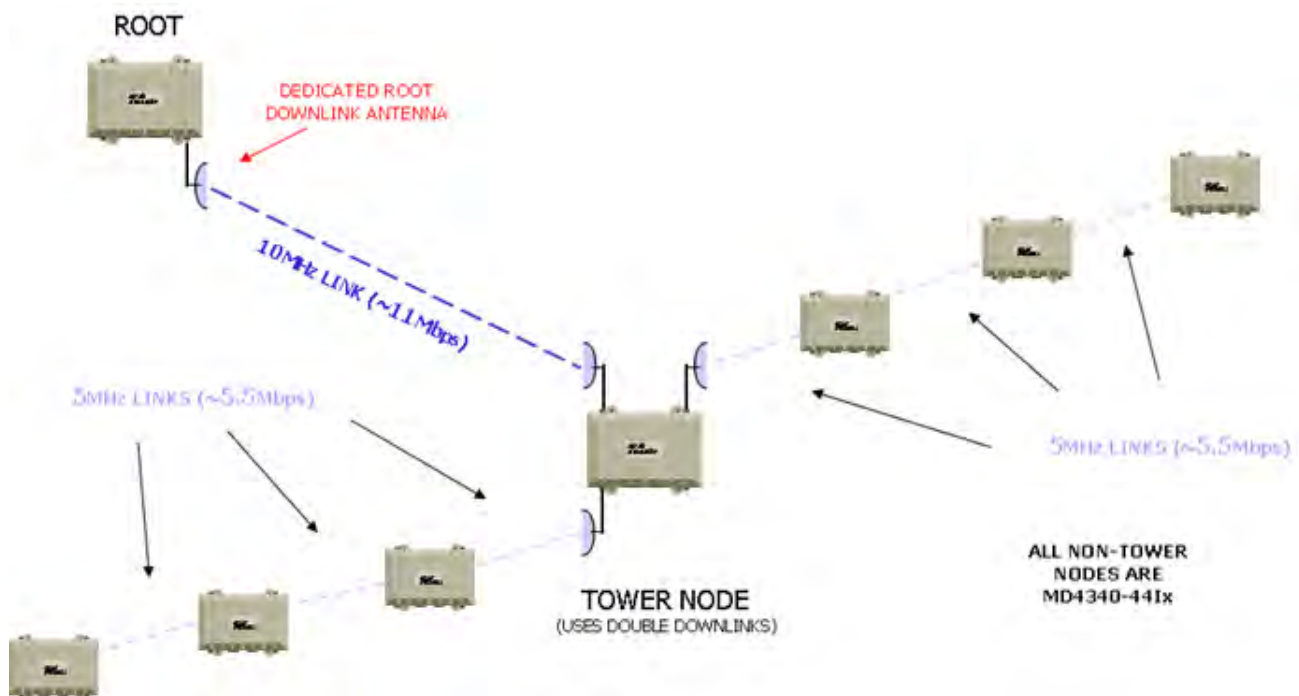 ROOT
DEDICATED ROOT
DOWNLINK ANTENNA
10MHz LINK (~11Mbps)
5MHz LINKS (~5.5Mbps)
5MHz LINKS (~5.5Mbps)
ALL NON-TOWER
NODES ARE
MD4340-44Ix
TOWER NODE
(USES DOUBLE DOWNLINKS)